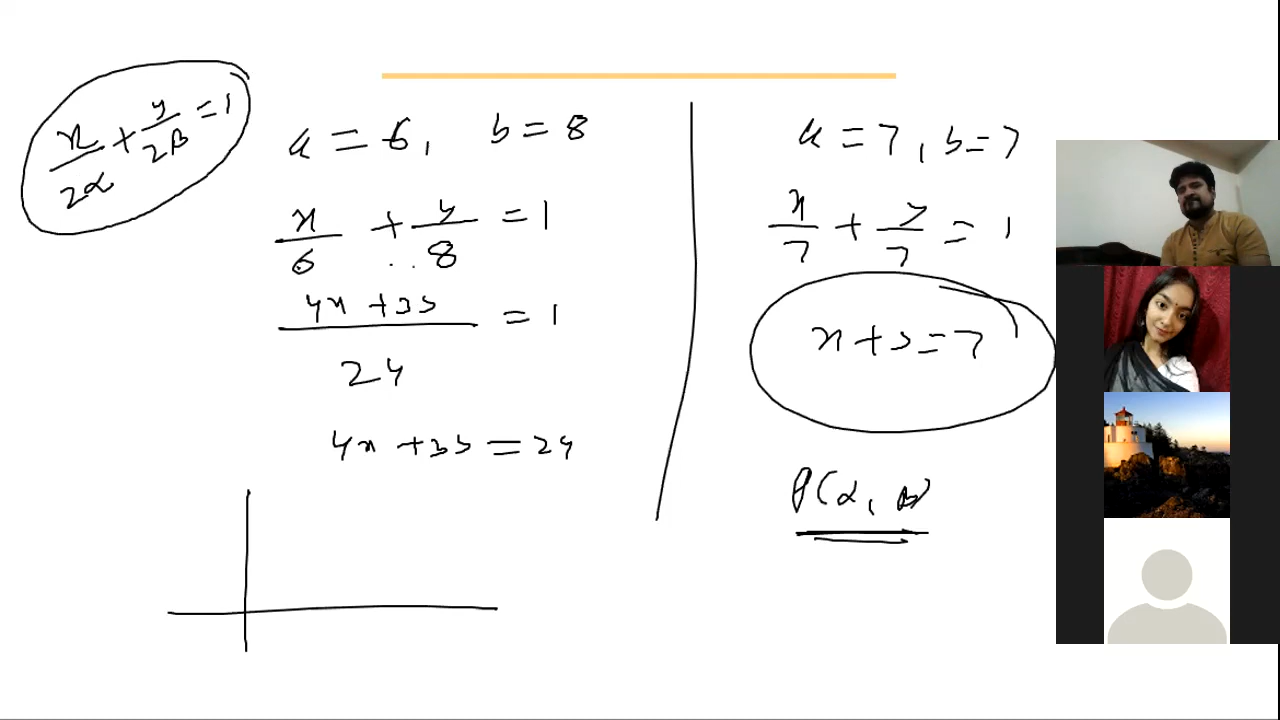 x/2α + y/2β = 1
a = 6, b = 8
x/6 + y/8 = 1
4x + 3y / 24 = 1
4x + 3y = 24
a = 7, b = 7
x/7 + y/7 = 1
x + y = 7
P(α, β)